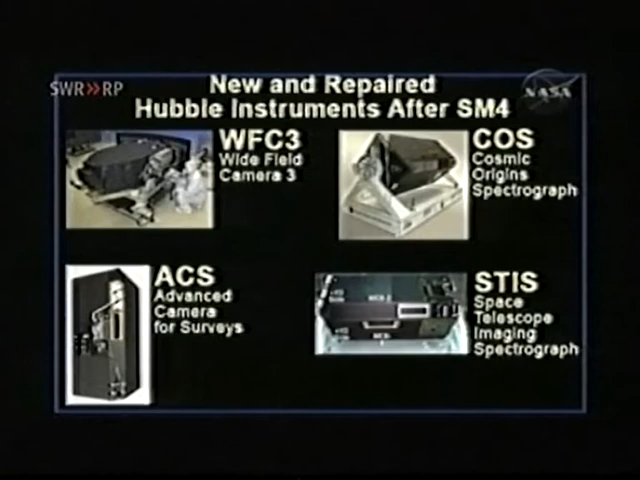 SWR»RP
NASA
New and Repaired
Hubble Instruments After SM4
WFC3
Wide Field
Camera 3
COS
Cosmic
Origins
Spectrograph
ACS
Advanced
Camera
for Surveys
STIS
Space
Telescope
Imaging
Spectrograph